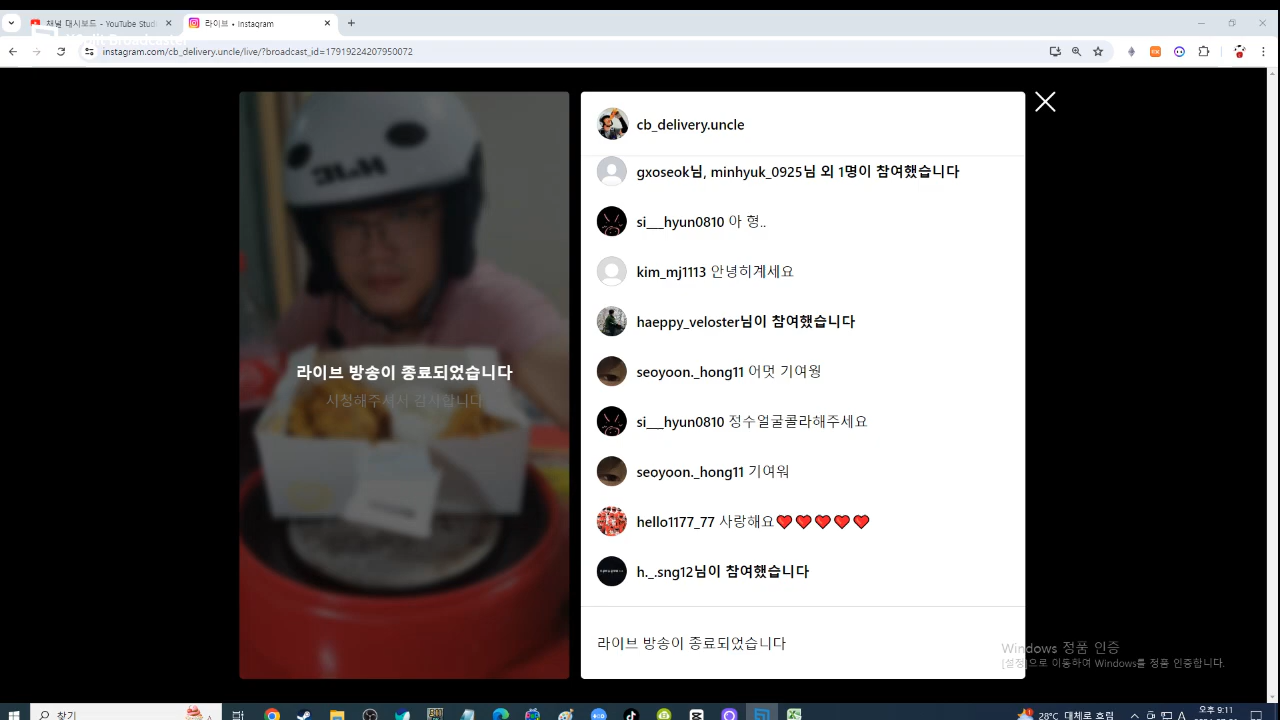 채널 대시보드 - YouTube Studi
라이브 • Instagram
instagram.com/cb_delivery.uncle/live/?broadcast_id=17919224207950072
cb_delivery.uncle
gxoseok님, minhyuk_0925님 외 1명이 참여했습니다
si___hyun0810 아 형..
kim_mj1113 안녕히계세요
haeppy_veloster님이 참여했습니다
seoyoon._hong11 어멋 기여웡
si___hyun0810 정수얼굴콜라해주세요
seoyoon._hong11 기여워
hello1177_77 사랑해요❤️❤️❤️❤️❤️
h._.sng12님이 참여했습니다
라이브 방송이 종료되었습니다
시청해주셔서 감사합니다
라이브 방송이 종료되었습니다
Windows 정품 인증
[설정]으로 이동하여 Windows를 정품 인증합니다.
찾기
28°C 대체로 흐림
A
오후 9:11